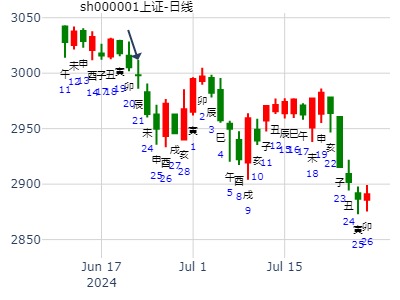 sh000001上证-日线
3050
3000
2950
2900
2850
午 未 申 酉 子 丑 寅 卯 辰 未 申 酉 戌 亥 寅 卯 辰 巳 午 酉 戌 亥 子 丑 辰 巳 午 未 申 亥 子 丑 寅 卯
11 12 13 14 17 18 19 20 21 24 25 26 27 28 1 2 3 4 5 8 9 10 11 12 15 16 17 18 19 22 23 24 25 26
Jun 17
Jul 1
Jul 15
2024